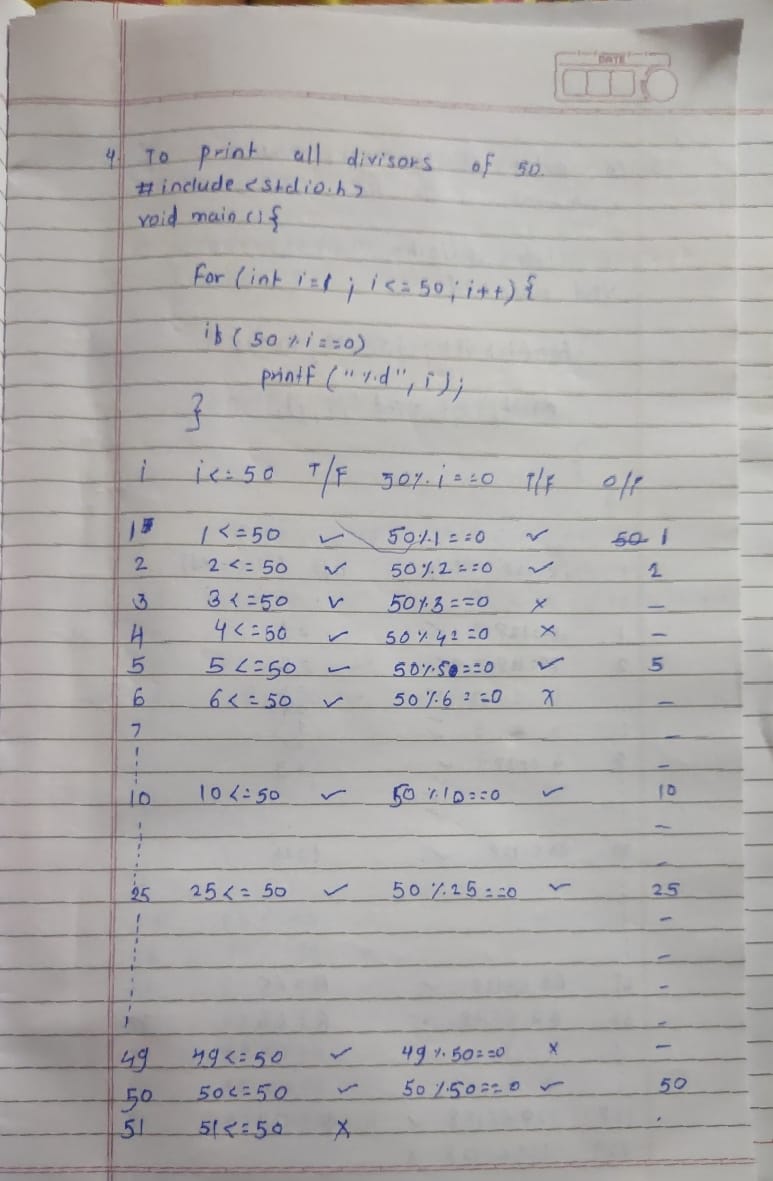 DATE
4. To print all divisors of 50.
#include <stdio.h>
void main () {
for (int i=1 ; i<=50; i++) {
if (50 % i ==0)
printf ("%d", i);
}
i i<=50 T/F 50% i ==0 T/F O/P
1 1<=50 ✓ 50%1==0 ✓ 50 1
2 2<=50 ✓ 50%2==0 ✓ 2
3 3<=50 ✓ 50%3==0 × –
4 4<=50 ✓ 50%4==0 × –
5 5<=50 ✓ 50%5==0 ✓ 5
6 6<=50 ✓ 50%6==0 × –
7 –
10 10<=50 ✓ 50%10==0 ✓ 10
25 25<=50 ✓ 50%25==0 ✓ 25
49 49<=50 ✓ 49%50==0 × –
50 50<=50 ✓ 50%50==0 ✓ 50
51 51<=50 ×